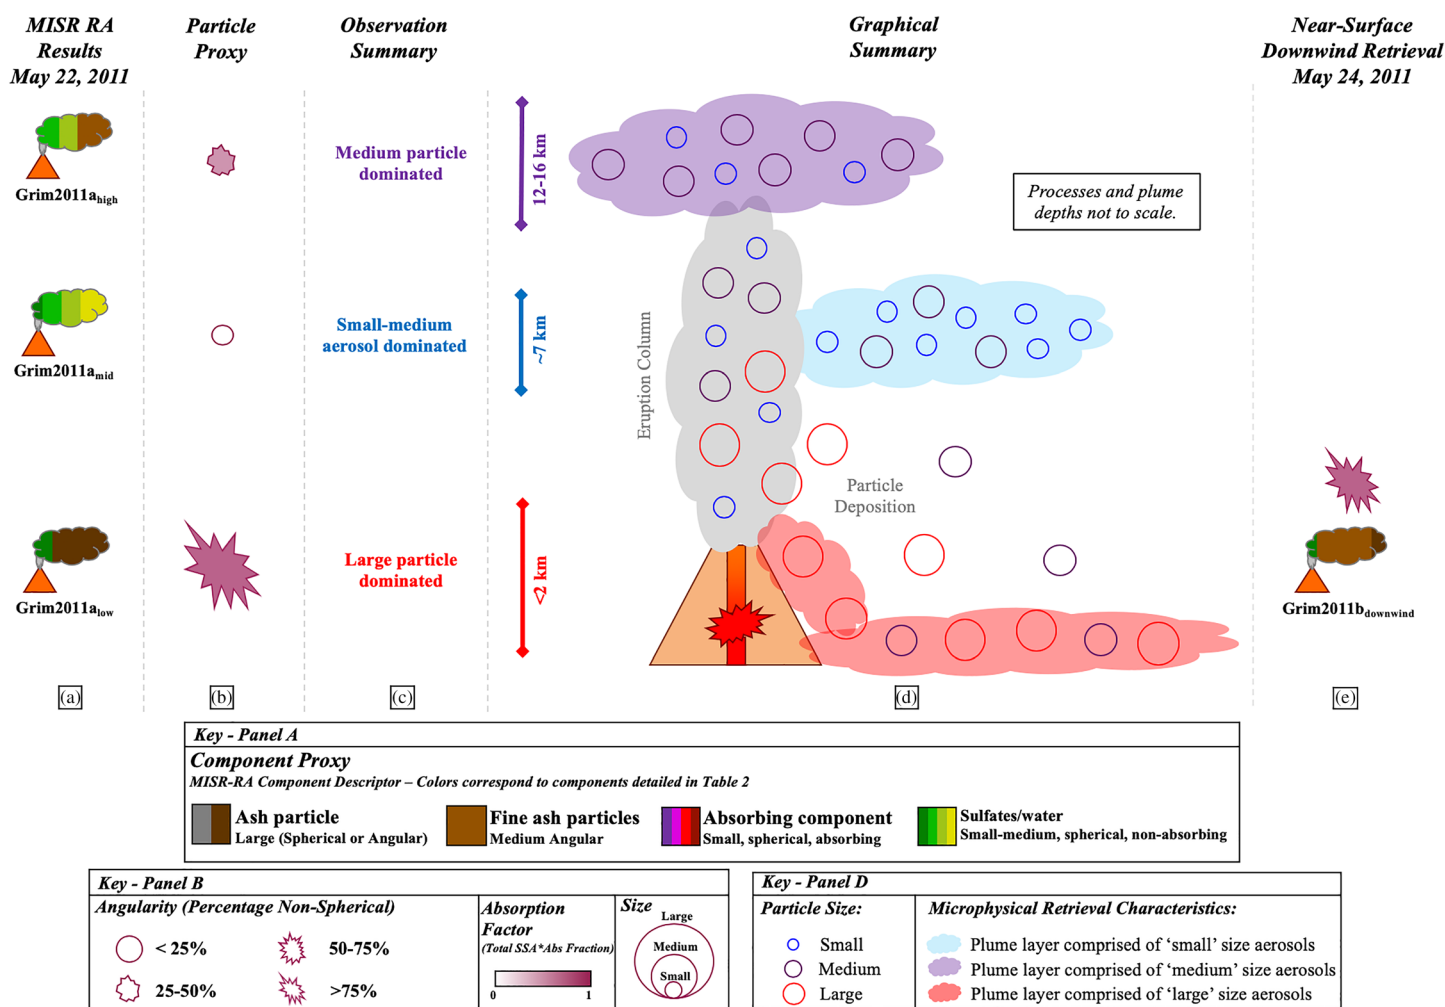 MISR RA
Results
May 22, 2011
Particle
Proxy
Observation
Summary
Graphical
Summary
Near-Surface
Downwind Retrieval
May 24, 2011
Grim2011ahigh
Medium particle
dominated
12-16 km
Processes and plume
depths not to scale.
Grim2011amid
Small-medium
aerosol dominated
~7 km
Eruption Column
Particle
Deposition
Grim2011alow
Large particle
dominated
<2 km
Grim2011bdownwind
(a)
(b)
(c)
(d)
(e)
Key - Panel A
Component Proxy
MISR-RA Component Descriptor – Colors correspond to components detailed in Table 2
Ash particle
Large (Spherical or Angular)
Fine ash particles
Medium Angular
Absorbing component
Small, spherical, absorbing
Sulfates/water
Small-medium, spherical, non-absorbing
Key - Panel B
Angularity (Percentage Non-Spherical)
< 25%
50-75%
25-50%
>75%
Absorption
Factor
(Total SSA*Abs Fraction)
0
1
Size
Large
Medium
Small
Key - Panel D
Particle Size:
Small
Medium
Large
Microphysical Retrieval Characteristics:
Plume layer comprised of ‘small’ size aerosols
Plume layer comprised of ‘medium’ size aerosols
Plume layer comprised of ‘large’ size aerosols